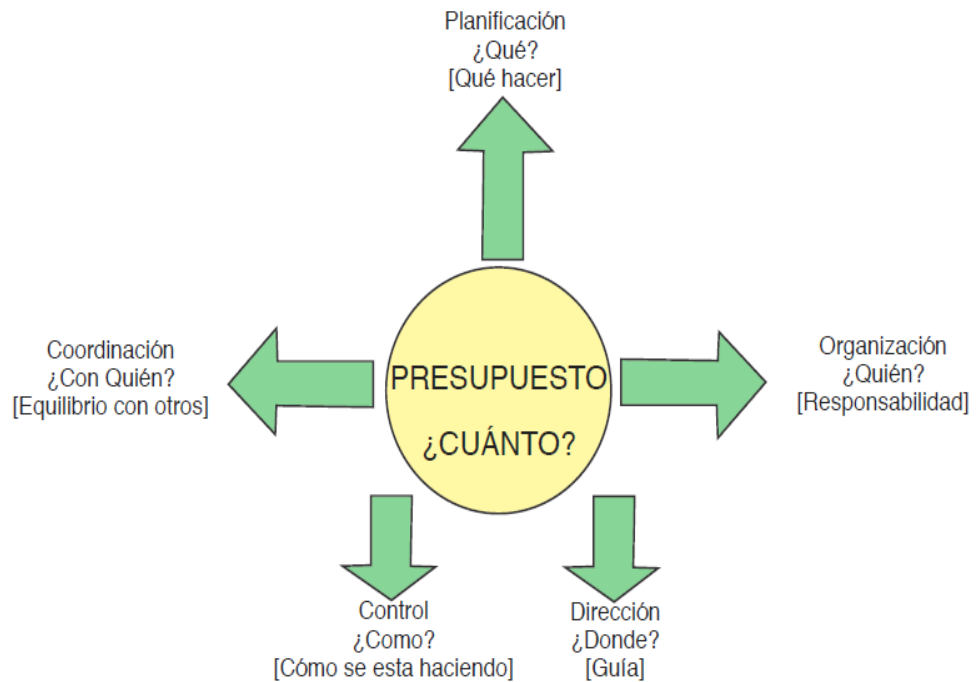 Planificación
¿Qué?
[Qué hacer]
Coordinación
¿Con Quién?
[Equilibrio con otros]
PRESUPUESTO
¿CUÁNTO?
Organización
¿Quién?
[Responsabilidad]
Control
¿Como?
[Cómo se esta haciendo]
Dirección
¿Donde?
[Guía]